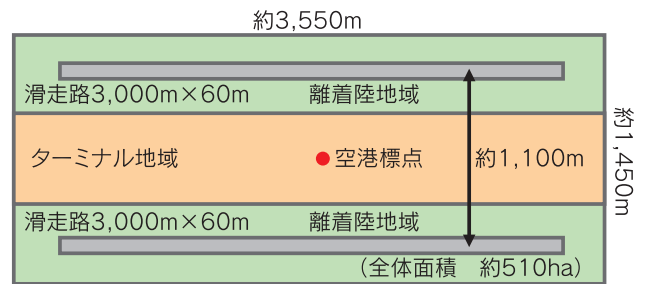 約3,550m
滑走路3,000m×60m 離着陸地域
ターミナル地域 空港標点 約1,100m
約1,450m
滑走路3,000m×60m 離着陸地域
(全体面積 約510ha)